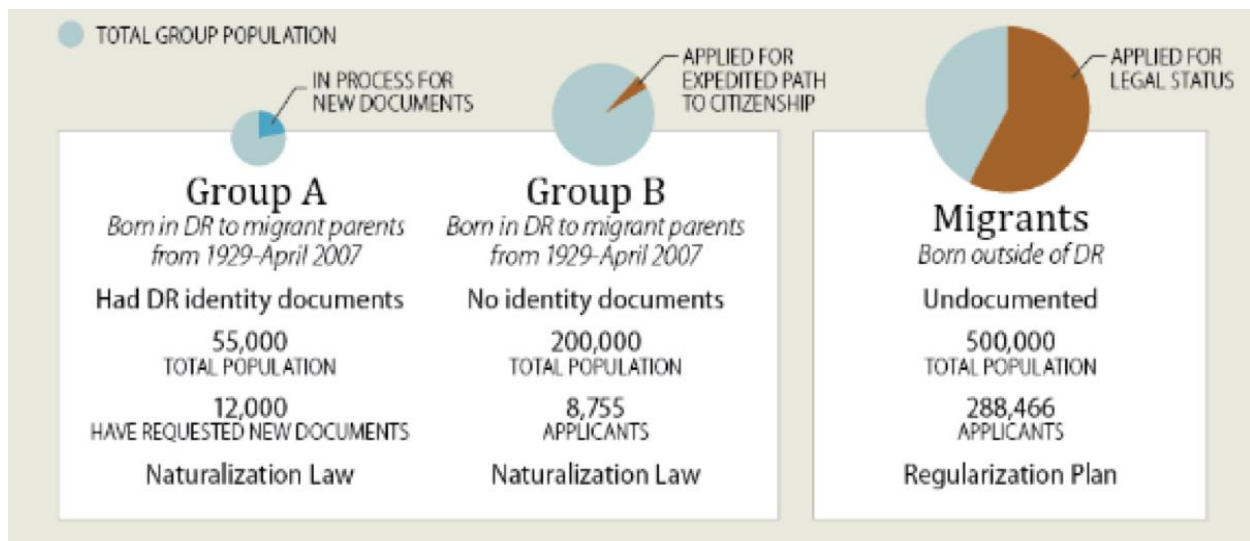 TOTAL GROUP POPULATION
IN PROCESS FOR
NEW DOCUMENTS
APPLIED FOR
EXPEDITED PATH
TO CITIZENSHIP
APPLIED FOR
LEGAL STATUS
Group A
Born in DR to migrant parents
from 1929-April 2007
Had DR identity documents
55,000
TOTAL POPULATION
12,000
HAVE REQUESTED NEW DOCUMENTS
Naturalization Law
Group B
Born in DR to migrant parents
from 1929-April 2007
No identity documents
200,000
TOTAL POPULATION
8,755
APPLICANTS
Naturalization Law
Migrants
Born outside of DR
Undocumented
500,000
TOTAL POPULATION
288,466
APPLICANTS
Regularization Plan